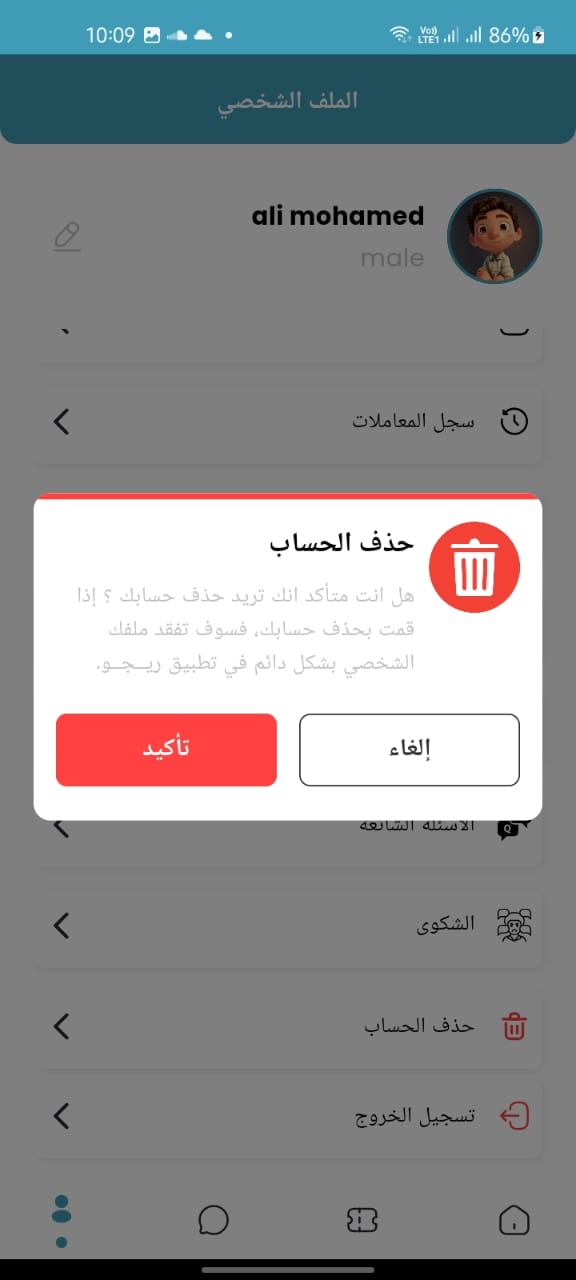 10:09
Vo)) LTE1 86%
الملف الشخصي
ali mohamed
male
سجل المعاملات
حذف الحساب
هل انت متأكد انك تريد حذف حسابك ؟ إذا
قمت بحذف حسابك، فسوف تفقد ملفك
الشخصي بشكل دائم في تطبيق ريــجــو.
إلغاء
تأكيد
الأسئلة الشائعة
Q
الشكوى
حذف الحساب
تسجيل الخروج